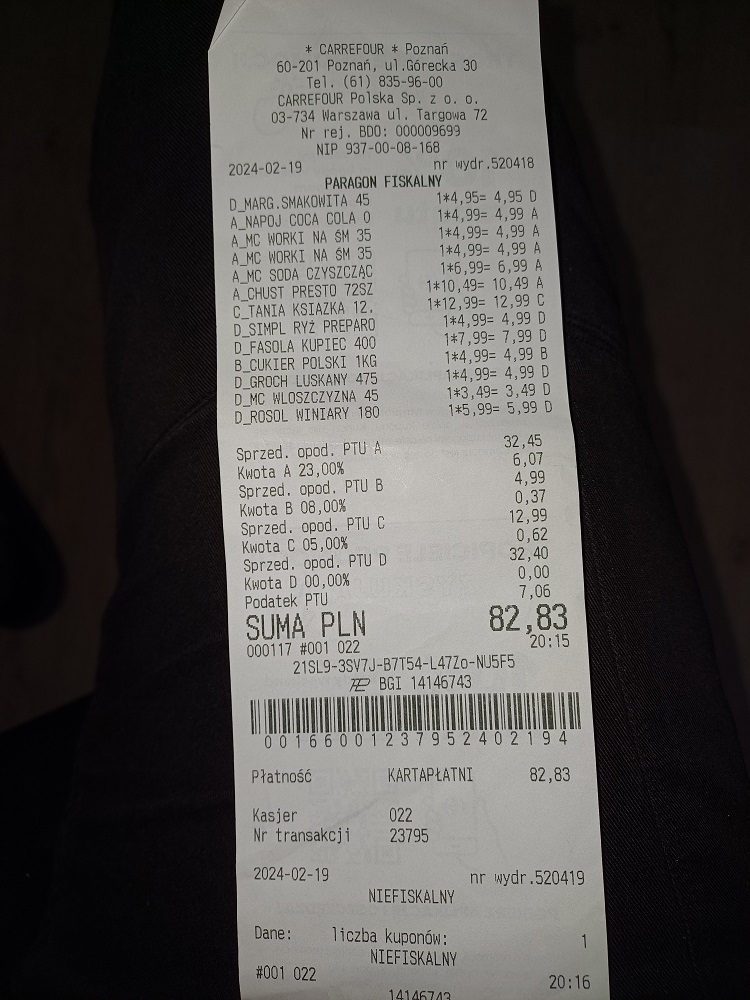 * CARREFOUR * Poznań
60-201 Poznań, ul.Górecka 30
Tel. (61) 835-96-00
CARREFOUR Polska Sp. z o. o.
03-734 Warszawa ul. Targowa 72
Nr rej. BDO: 000009699
NIP 937-00-08-168
2024-02-19 nr wydr.520418
PARAGON FISKALNY
D_MARG.SMAKOWITA 45 1*4,95= 4,95 D
A_NAPOJ COCA COLA 0 1*4,99= 4,99 A
A_MC WORKI NA ŚM 35 1*4,99= 4,99 A
A_MC WORKI NA ŚM 35 1*4,99= 4,99 A
A_MC SODA CZYSZCZĄC 1*6,99= 6,99 A
A_CHUST PRESTO 72SZ 1*10,49= 10,49 A
C_TANIA KSIAZKA 12. 1*12,99= 12,99 C
D_SIMPL RYŻ PREPARO 1*4,99= 4,99 D
D_FASOLA KUPIEC 400 1*7,99= 7,99 D
B_CUKIER POLSKI 1KG 1*4,99= 4,99 B
D_GROCH LUSKANY 475 1*4,99= 4,99 D
D_MC WLOSZCZYZNA 45 1*3,49= 3,49 D
D_ROSOL WINIARY 180 1*5,99= 5,99 D
Sprzed. opod. PTU A 32,45
Kwota A 23,00% 6,07
Sprzed. opod. PTU B 4,99
Kwota B 08,00% 0,37
Sprzed. opod. PTU C 12,99
Kwota C 05,00% 0,62
Sprzed. opod. PTU D 32,40
Kwota D 00,00% 0,00
Podatek PTU 7,06
SUMA PLN 82,83
000117 #001 022 20:15
21SL9-3SV7J-B7T54-L47Zo-NU5F5
BGI 14146743
0016600123795240219​4
Płatność KARTAPŁATNI 82,83
Kasjer 022
Nr transakcji 23795
2024-02-19 nr wydr.520419
NIEFISKALNY
Dane: liczba kuponów: 1
NIEFISKALNY
#001 022 20:16
14146743